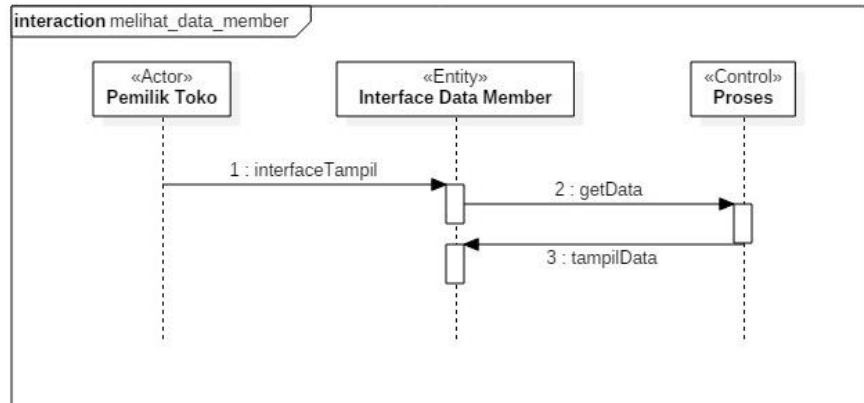 interaction melihat_data_member
«Actor»
Pemilik Toko
«Entity»
Interface Data Member
«Control»
Proses
1 : interfaceTampil
2 : getData
3 : tampilData